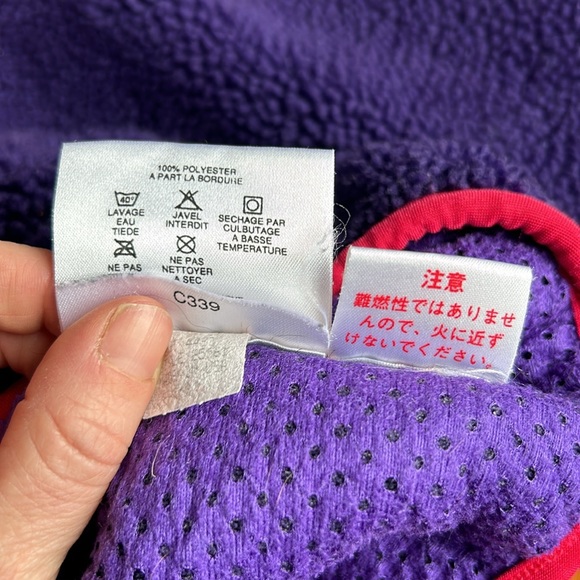 100% POLYESTER
A PART LA BORDURE
40°
LAVAGE
EAU
TIEDE
JAVEL
INTERDIT
SECHAGE PAR
CULBUTAGE
A BASSE
TEMPERATURE
NE PAS
NE PAS
NETTOYER
A SEC
C339
注意
難燃性ではありませ
んので、火に近ず
けないでください。